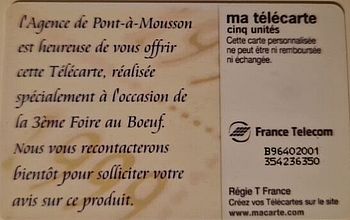 l'Agence de Pont-à-Mousson
est heureuse de vous offrir
cette Télécarte, réalisée
spécialement à l'occasion de
la 3ème Foire au Boeuf.
Nous vous recontacterons
bientôt pour solliciter votre
avis sur ce produit.
ma télécarte
cinq unités
Cette carte personnalisée
ne peut être ni remboursée
ni échangée.
France Telecom
B96402001
354236350
Régie T France
Créez vos Télécartes sur le site
www.macarte.com